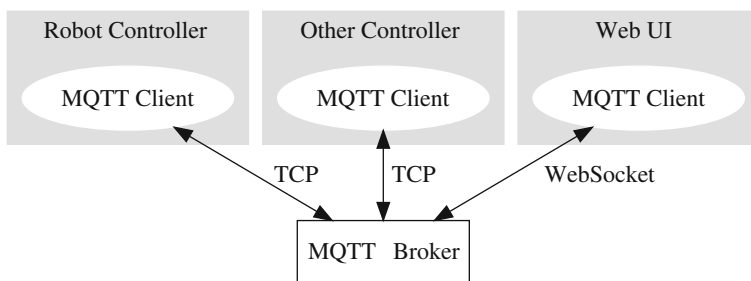 Robot Controller
Other Controller
Web UI
MQTT Client
MQTT Client
MQTT Client
TCP
TCP
WebSocket
MQTT Broker